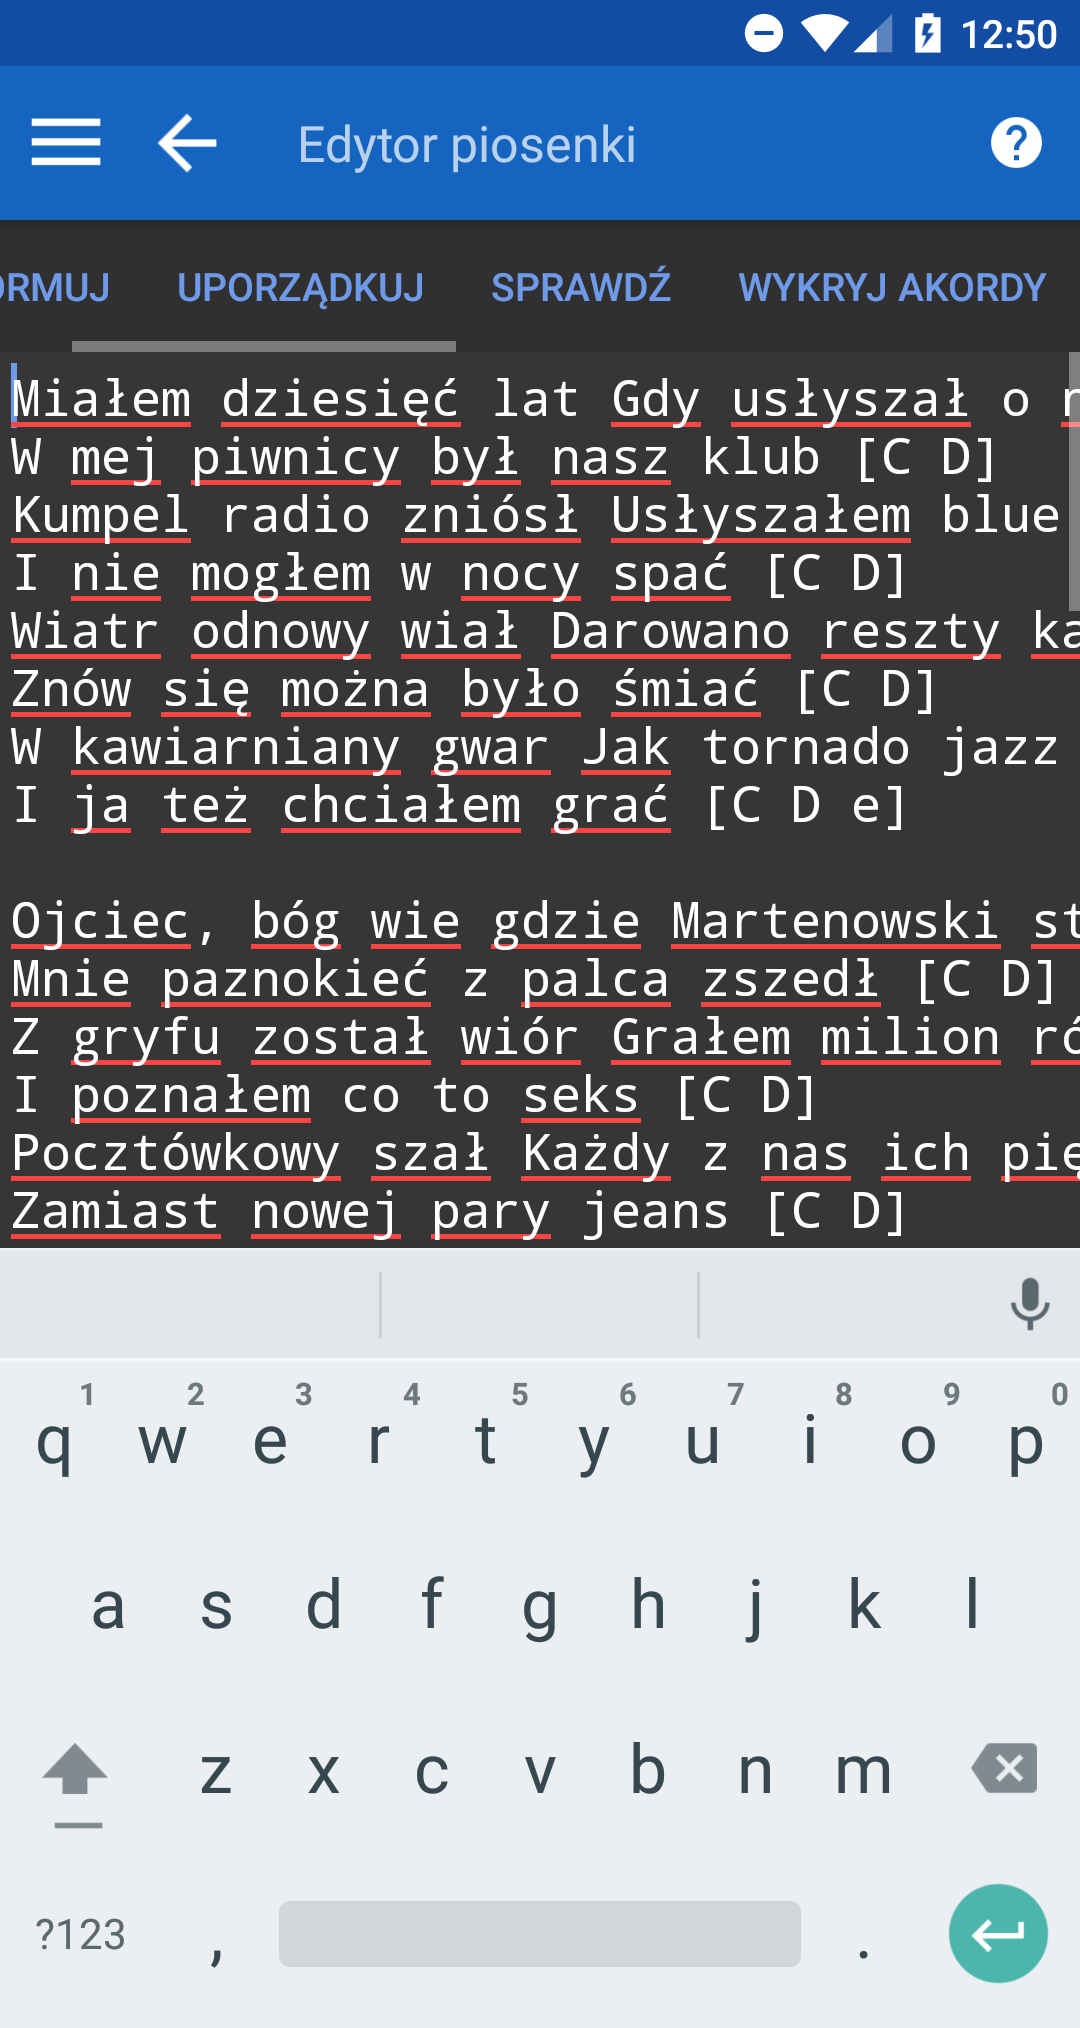 12:50
Edytor piosenki
ORMUJ UPORZĄDKUJ SPRAWDŹ WYKRYJ AKORDY
Miałem dziesięć lat Gdy usłyszał o
W mej piwnicy był nasz klub [C D]
Kumpel radio zniósł Usłyszałem blue
I nie mogłem w nocy spać [C D]
Wiatr odnowy wiał Darowano reszty ka
Znów się można było śmiać [C D]
W kawiarniany gwar Jak tornado jazz
I ja też chciałem grać [C D e]
Ojciec, bóg wie gdzie Martenowski st
Mnie paznokieć z palca zszedł [C D]
Z gryfu został wiór Grałem milion ró
I poznałem co to seks [C D]
Pocztówkowy szał Każdy z nas ich pię
Zamiast nowej pary jeans [C D]
1 2 3 4 5 6 7 8 9 0
q w e r t y u i o p
a s d f g h j k l
z x c v b n m
?123 , .